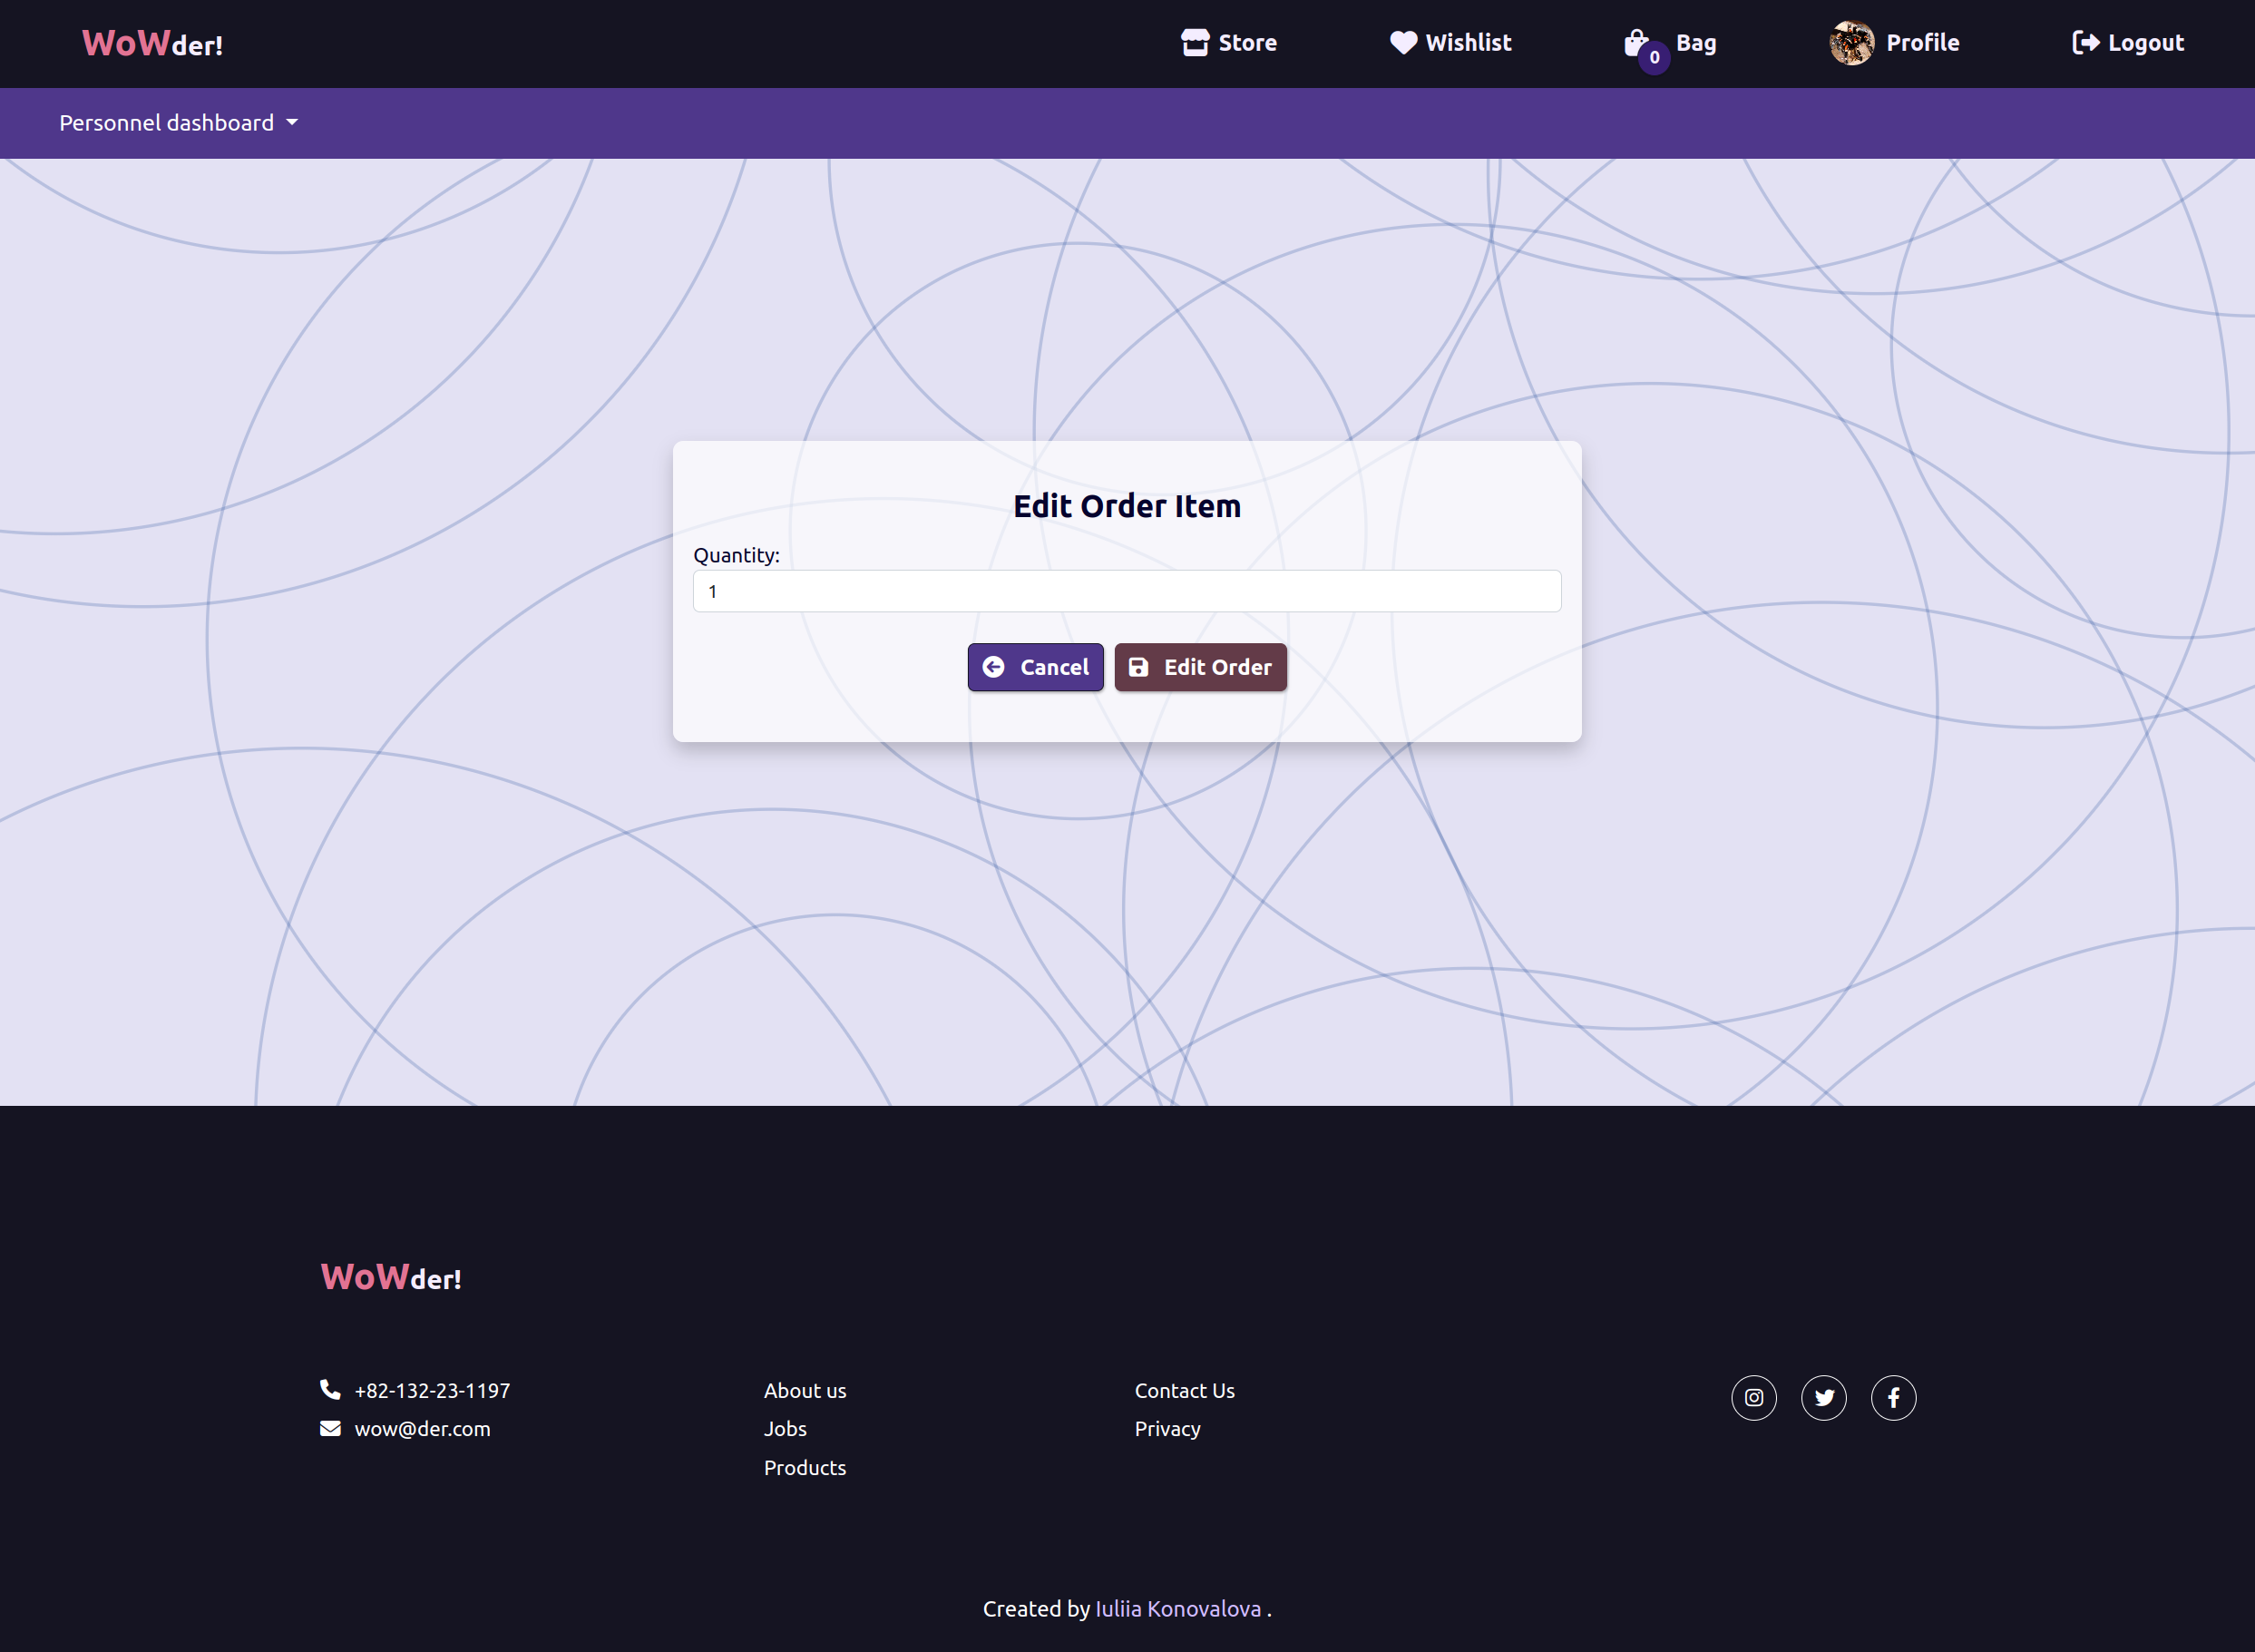 WoWder!
Store
Wishlist
0
Bag
Profile
Logout
Personnel dashboard
Edit Order Item
Quantity:
1
Cancel
Edit Order
WoWder!
+82-132-23-1197
wow@der.com
About us
Jobs
Products
Contact Us
Privacy
Created by Iuliia Konovalova .